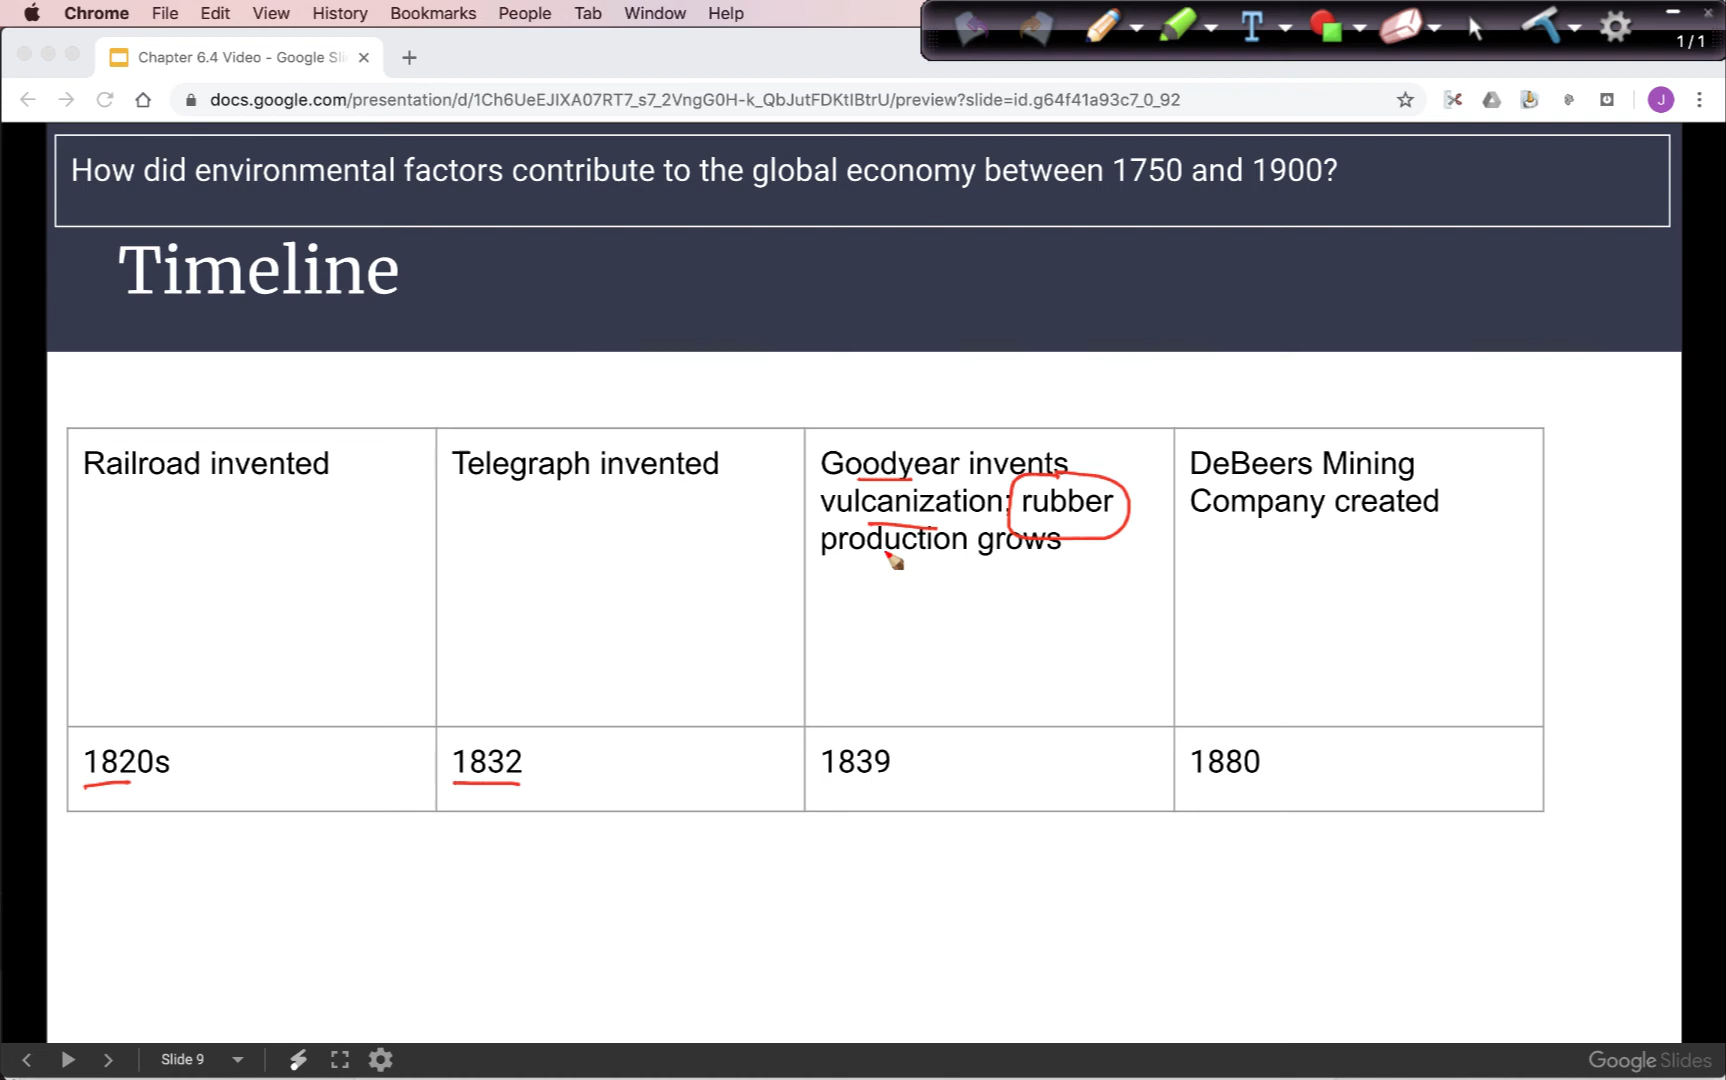 Chrome File Edit View History Bookmarks People Tab Window Help
1/1
Chapter 6.4 Video - Google Sli
docs.google.com/presentation/d/1Ch6UeEJIXA07RT7_s7_2VngG0H-k_QbJutFDKtIBtrU/preview?slide=id.g64f41a93c7_0_92
J
How did environmental factors contribute to the global economy between 1750 and 1900?
Timeline
Railroad invented
Telegraph invented
Goodyear invents
vulcanization; rubber
production grows
DeBeers Mining
Company created
1820s
1832
1839
1880
Slide 9
Google Slides